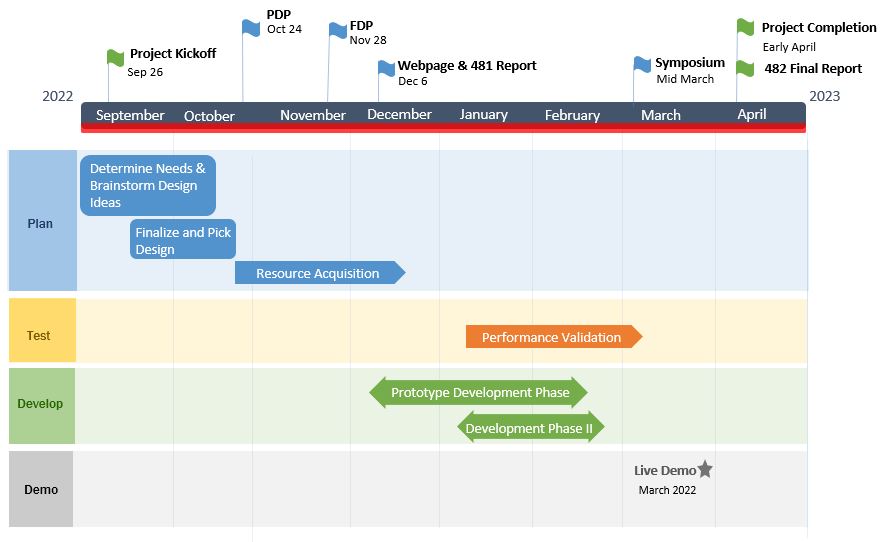 PDP
Oct 24
FDP
Nov 28
Project Completion
Early April
Project Kickoff
Sep 26
Webpage & 481 Report
Dec 6
Symposium
Mid March
482 Final Report
2022
2023
September October November December January February March April
Plan
Determine Needs &
Brainstorm Design
Ideas
Finalize and Pick
Design
Resource Acquisition
Test
Performance Validation
Develop
Prototype Development Phase
Development Phase II
Demo
Live Demo
March 2022